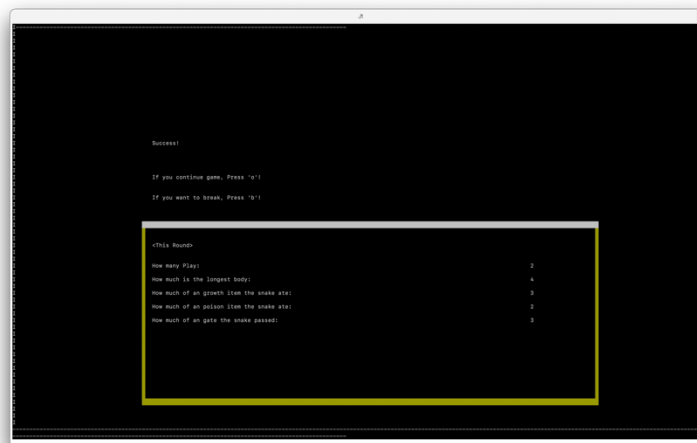 Success!
If you continue game, Press 'o'!
If you want to break, Press 'b'!
<This Round>
How many Play: 2
How much is the longest body: 4
How much of an growth item the snake ate: 3
How much of an poison item the snake ate: 2
How much of an gate the snake passed: 3